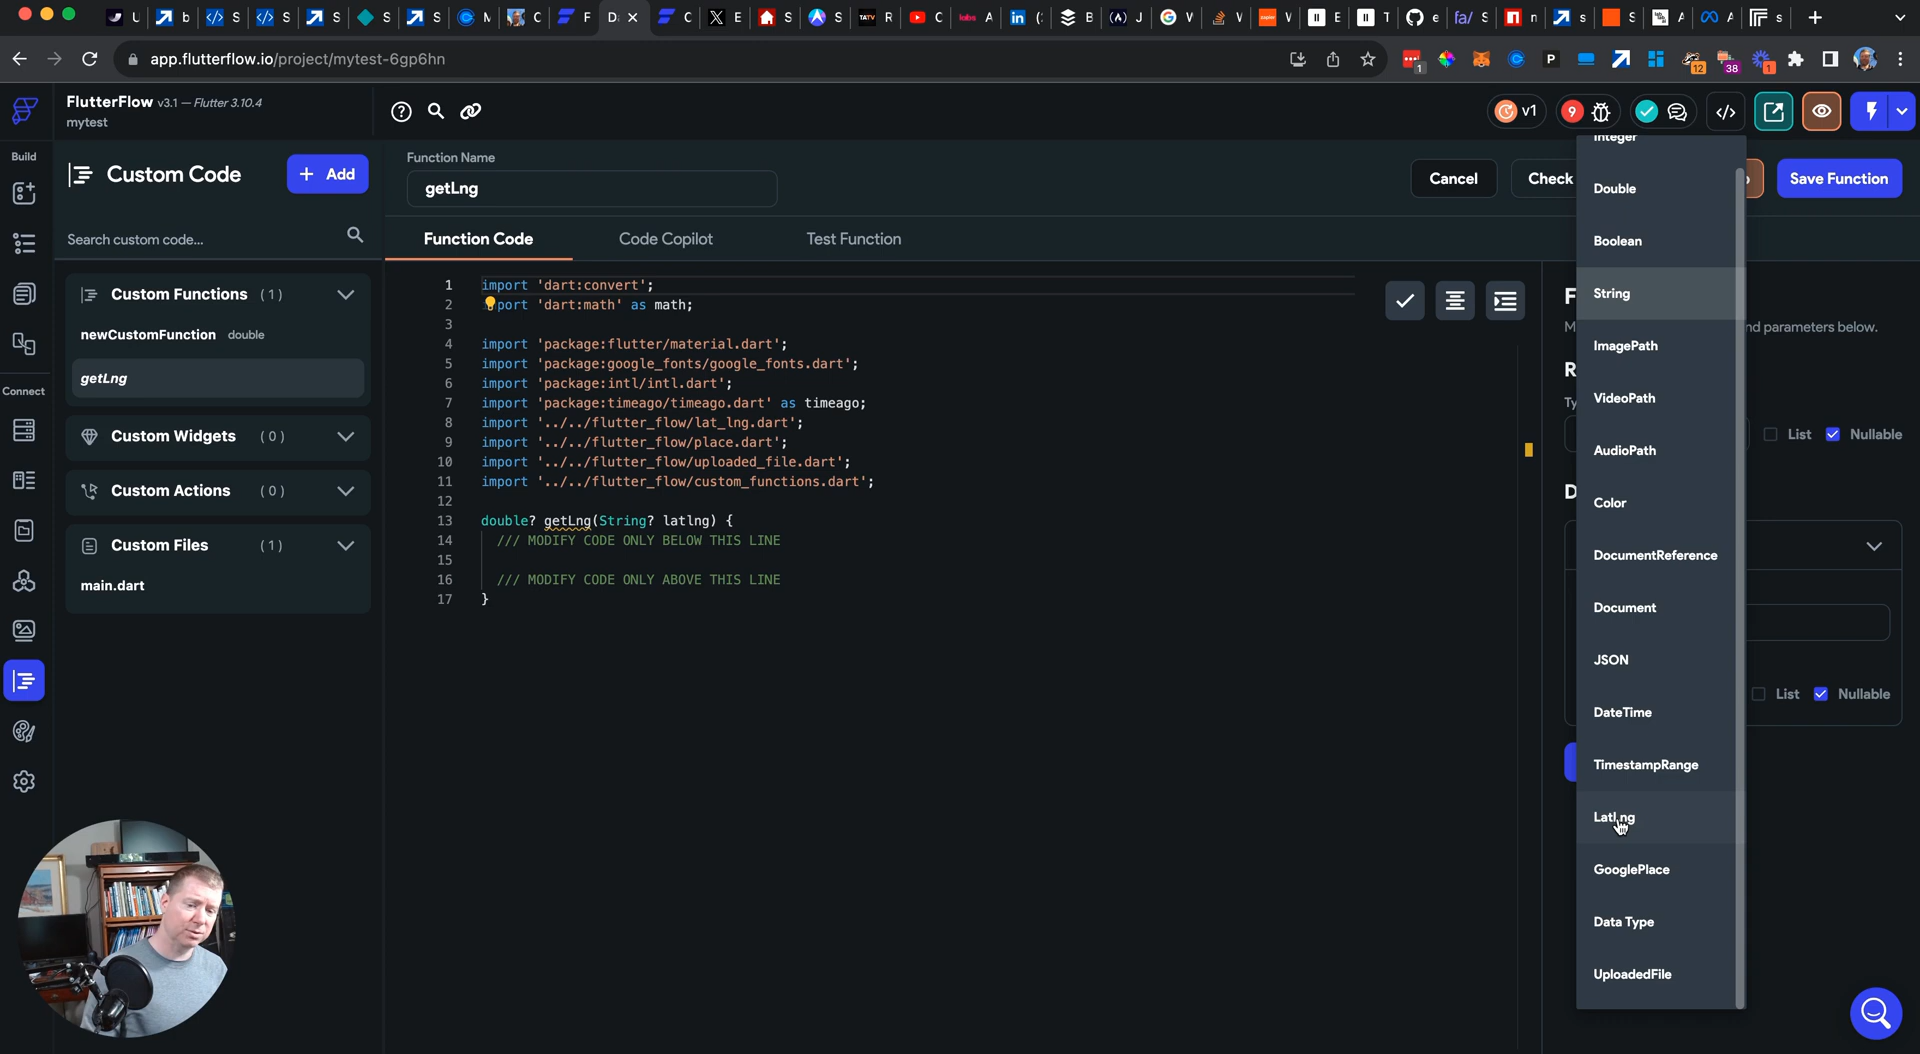 app.flutterflow.io/project/mytest-6gp6hn
1
12
38
1
FlutterFlow v3.1 — Flutter 3.10.4
mytest
v1
9
Build
Custom Code
+ Add
Function Name
getLng
Cancel
Check
Save Function
Search custom code...
Function Code
Code Copilot
Test Function
Custom Functions (1)
newCustomFunction double
getLng
Connect
Custom Widgets (0)
Custom Actions (0)
Custom Files (1)
main.dart
1 import 'dart:convert';
2 port 'dart:math' as math;
3
4 import 'package:flutter/material.dart';
5 import 'package:google_fonts/google_fonts.dart';
6 import 'package:intl/intl.dart';
7 import 'package:timeago/timeago.dart' as timeago;
8 import '../../flutter_flow/lat_lng.dart';
9 import '../../flutter_flow/place.dart';
10 import '../../flutter_flow/uploaded_file.dart';
11 import '../../flutter_flow/custom_functions.dart';
12
13 double? getLng(String? latlng) {
14 /// MODIFY CODE ONLY BELOW THIS LINE
15
16 /// MODIFY CODE ONLY ABOVE THIS LINE
17 }
Integer
Double
Boolean
String
ImagePath
VideoPath
AudioPath
Color
DocumentReference
Document
JSON
DateTime
TimestampRange
LatLng
GooglePlace
Data Type
UploadedFile
nd parameters below.
List Nullable
List Nullable